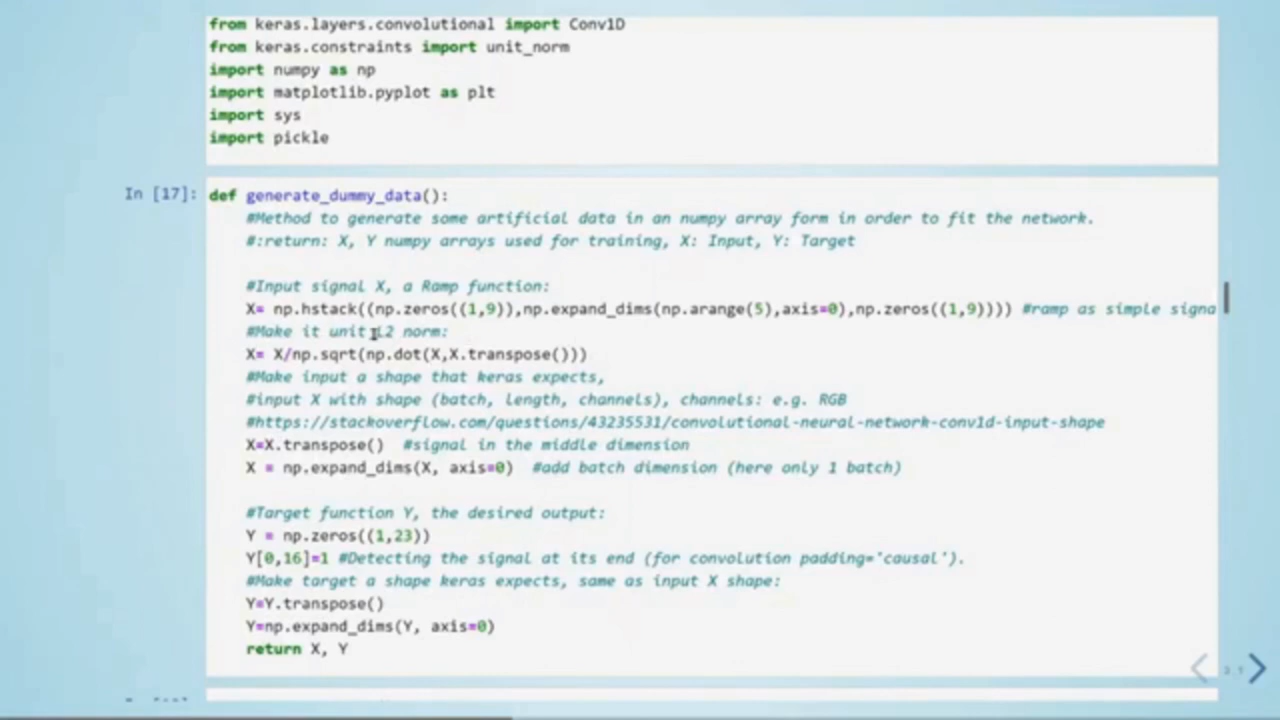 from keras.layers.convolutional import Conv1D
from keras.constraints import unit_norm
import numpy as np
import matplotlib.pyplot as plt
import sys
import pickle
In [17]: def generate_dummy_data():
#Method to generate some artificial data in an numpy array form in order to fit the network.
#:return: X, Y numpy arrays used for training, X: Input, Y: Target
#Input signal X, a Ramp function:
X= np.hstack((np.zeros((1,9)),np.expand_dims(np.arange(5),axis=0),np.zeros((1,9)))) #ramp as simple signa
#Make it unit L2 norm:
X= X/np.sqrt(np.dot(X,X.transpose()))
#Make input a shape that keras expects,
#input X with shape (batch, length, channels), channels: e.g. RGB
#https://stackoverflow.com/questions/43235531/convolutional-neural-network-conv1d-input-shape
X=X.transpose() #signal in the middle dimension
X = np.expand_dims(X, axis=0) #add batch dimension (here only 1 batch)
#Target function Y, the desired output:
Y = np.zeros((1,23))
Y[0,16]=1 #Detecting the signal at its end (for convolution padding='causal').
#Make target a shape keras expects, same as input X shape:
Y=Y.transpose()
Y=np.expand_dims(Y, axis=0)
return X, Y